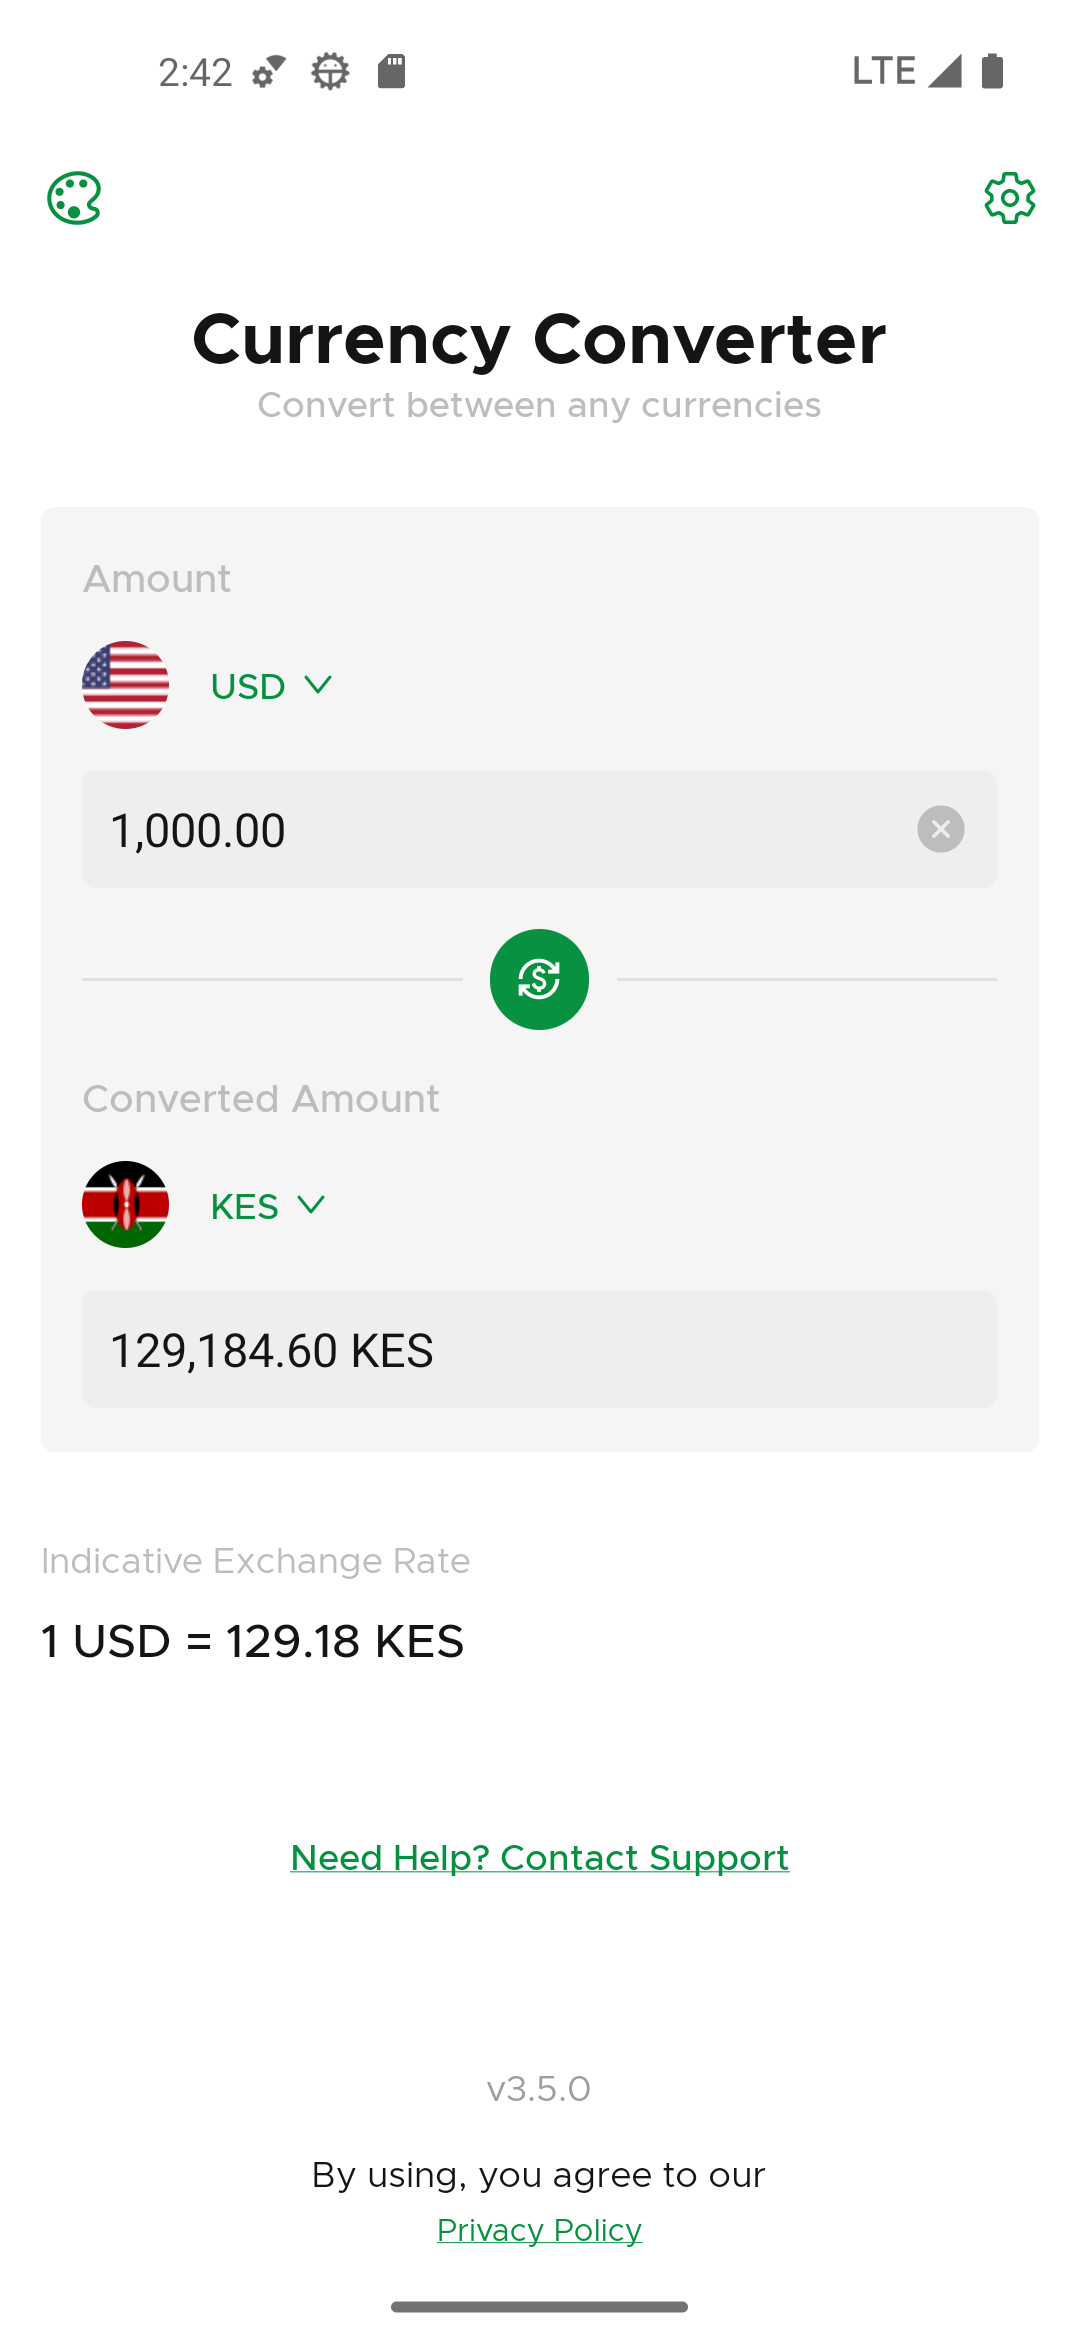 2:42 LTE
Currency Converter
Convert between any currencies
Amount
USD
1,000.00
$
Converted Amount
KES
129,184.60 KES
Indicative Exchange Rate
1 USD = 129.18 KES
Need Help? Contact Support
v3.5.0
By using, you agree to our
Privacy Policy